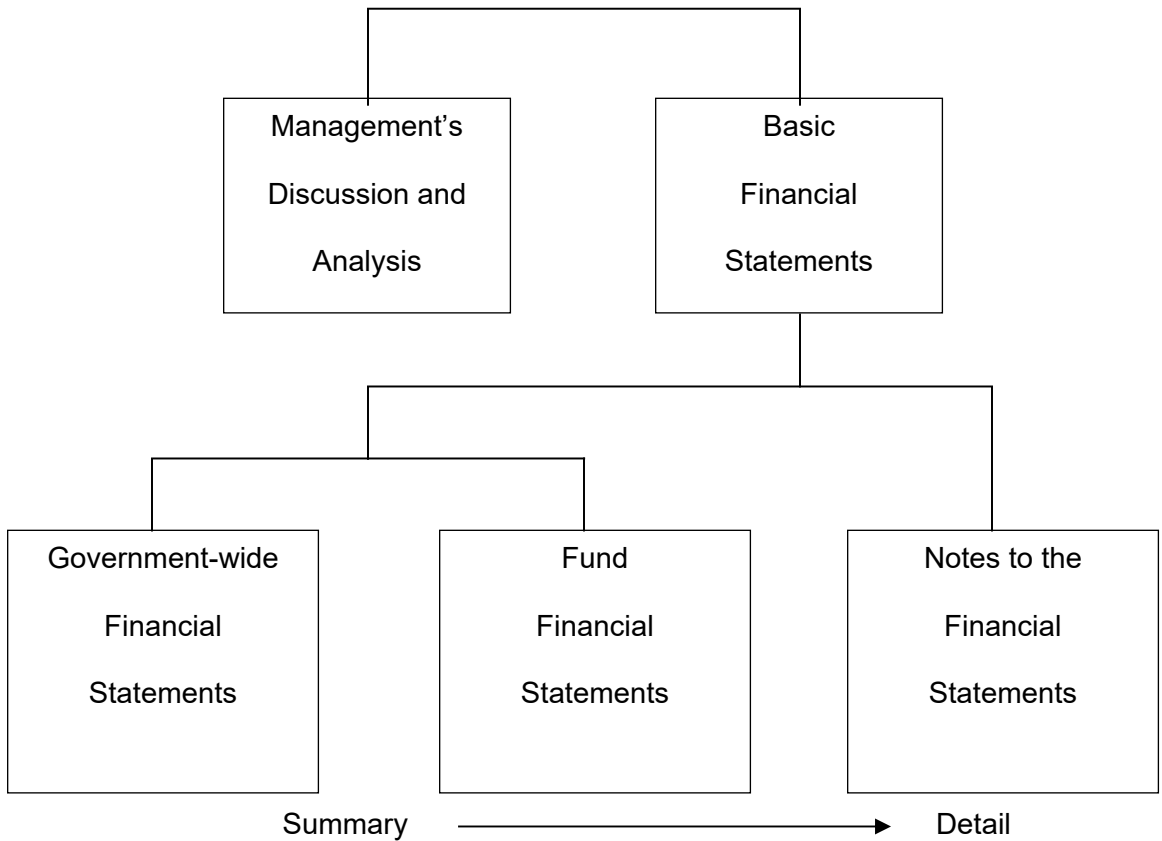 Management’s
Discussion and
Analysis
Basic
Financial
Statements
Government-wide
Financial
Statements
Fund
Financial
Statements
Notes to the
Financial
Statements
Summary
Detail